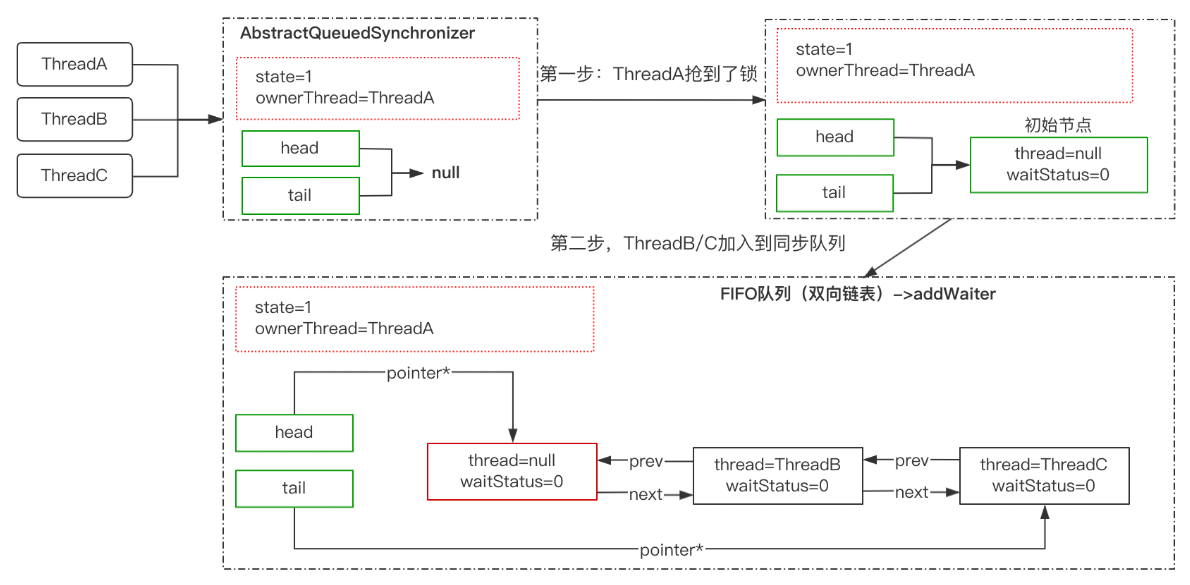 ThreadA
ThreadB
ThreadC
AbstractQueuedSynchronizer
state=1
ownerThread=ThreadA
head
tail
null
第一步：ThreadA抢到了锁
state=1
ownerThread=ThreadA
head
tail
初始节点
thread=null
waitStatus=0
第二步，ThreadB/C加入到同步队列
FIFO队列（双向链表）->addWaiter
state=1
ownerThread=ThreadA
pointer*
head
tail
thread=null
waitStatus=0
prev
next
thread=ThreadB
waitStatus=0
prev
next
thread=ThreadC
waitStatus=0
pointer*